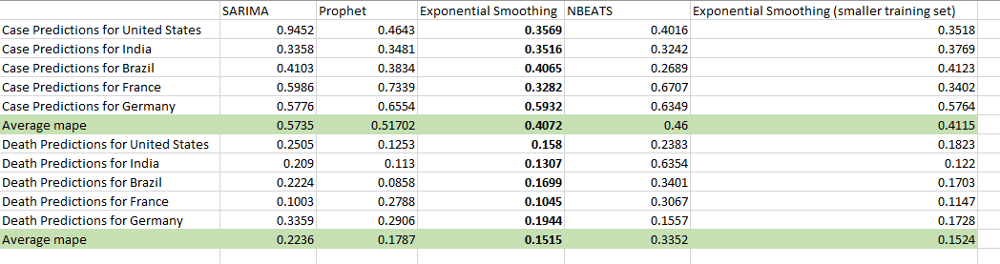 SARIMA Prophet Exponential Smoothing NBEATS Exponential Smoothing (smaller training set)
Case Predictions for United States 0.9452 0.4643 0.3569 0.4016 0.3518
Case Predictions for India 0.3358 0.3481 0.3516 0.3242 0.3769
Case Predictions for Brazil 0.4103 0.3834 0.4065 0.2689 0.4123
Case Predictions for France 0.5986 0.7339 0.3282 0.6707 0.3402
Case Predictions for Germany 0.5776 0.6554 0.5932 0.6349 0.5764
Average mape 0.5735 0.51702 0.4072 0.46 0.4115
Death Predictions for United States 0.2505 0.1253 0.158 0.2383 0.1823
Death Predictions for India 0.209 0.113 0.1307 0.6354 0.122
Death Predictions for Brazil 0.2224 0.0858 0.1699 0.3401 0.1703
Death Predictions for France 0.1003 0.2788 0.1045 0.3067 0.1147
Death Predictions for Germany 0.3359 0.2906 0.1944 0.1557 0.1728
Average mape 0.2236 0.1787 0.1515 0.3352 0.1524